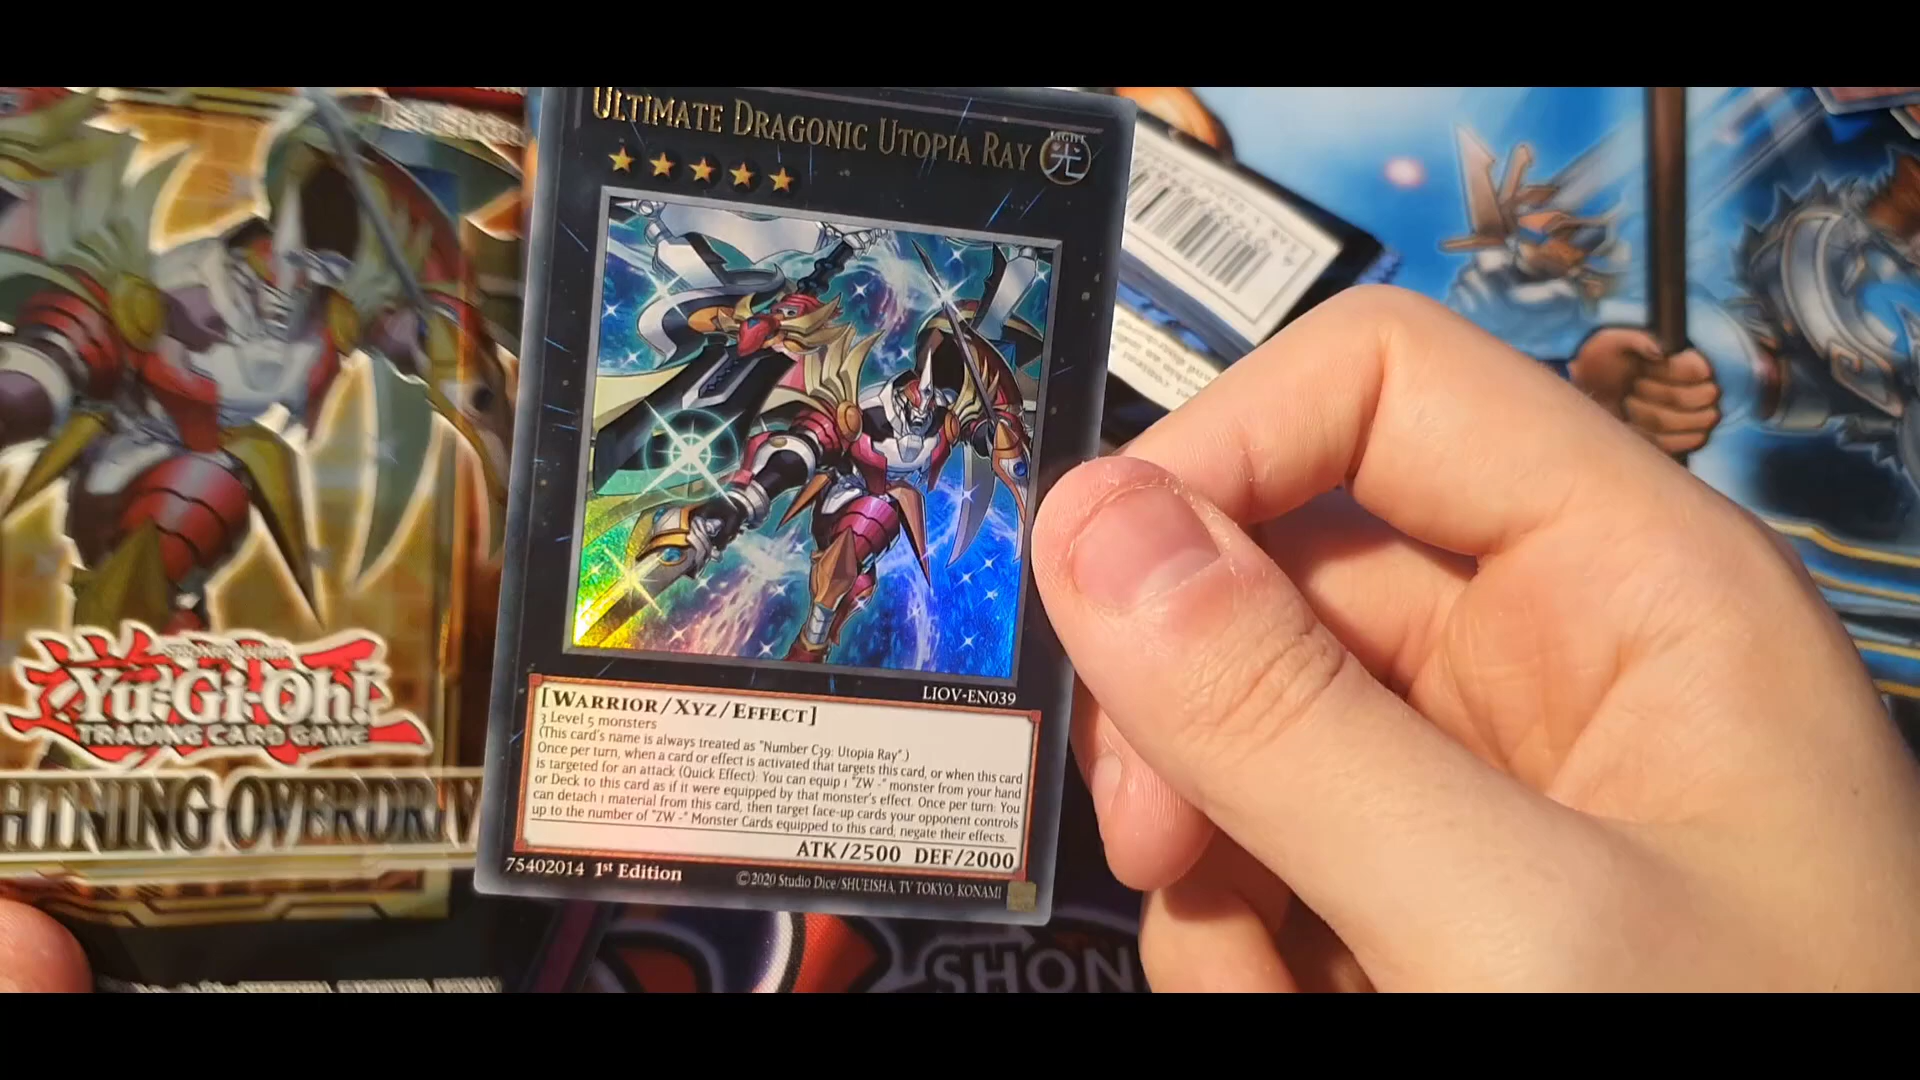 ULTIMATE DRAGONIC UTOPIA RAY
LIGHT
光
LIOV-EN039
[WARRIOR/XYZ/EFFECT]
3 Level 5 monsters
(This card's name is always treated as "Number C39: Utopia Ray".)
Once per turn, when a card or effect is activated that targets this card, or when this card
is targeted for an attack (Quick Effect): You can equip 1 "ZW -" monster from your hand
or Deck to this card as if it were equipped by that monster's effect. Once per turn: You
can detach 1 material from this card, then target face-up cards your opponent controls
up to the number of "ZW -" Monster Cards equipped to this card; negate their effects.
ATK/2500 DEF/2000
75402014 1st Edition
©2020 Studio Dice/SHUEISHA, TV TOKYO, KONAMI
SHONEN JUMP
Yu-Gi-Oh!
TRADING CARD GAME
HTNING OVERDRIV
SHON